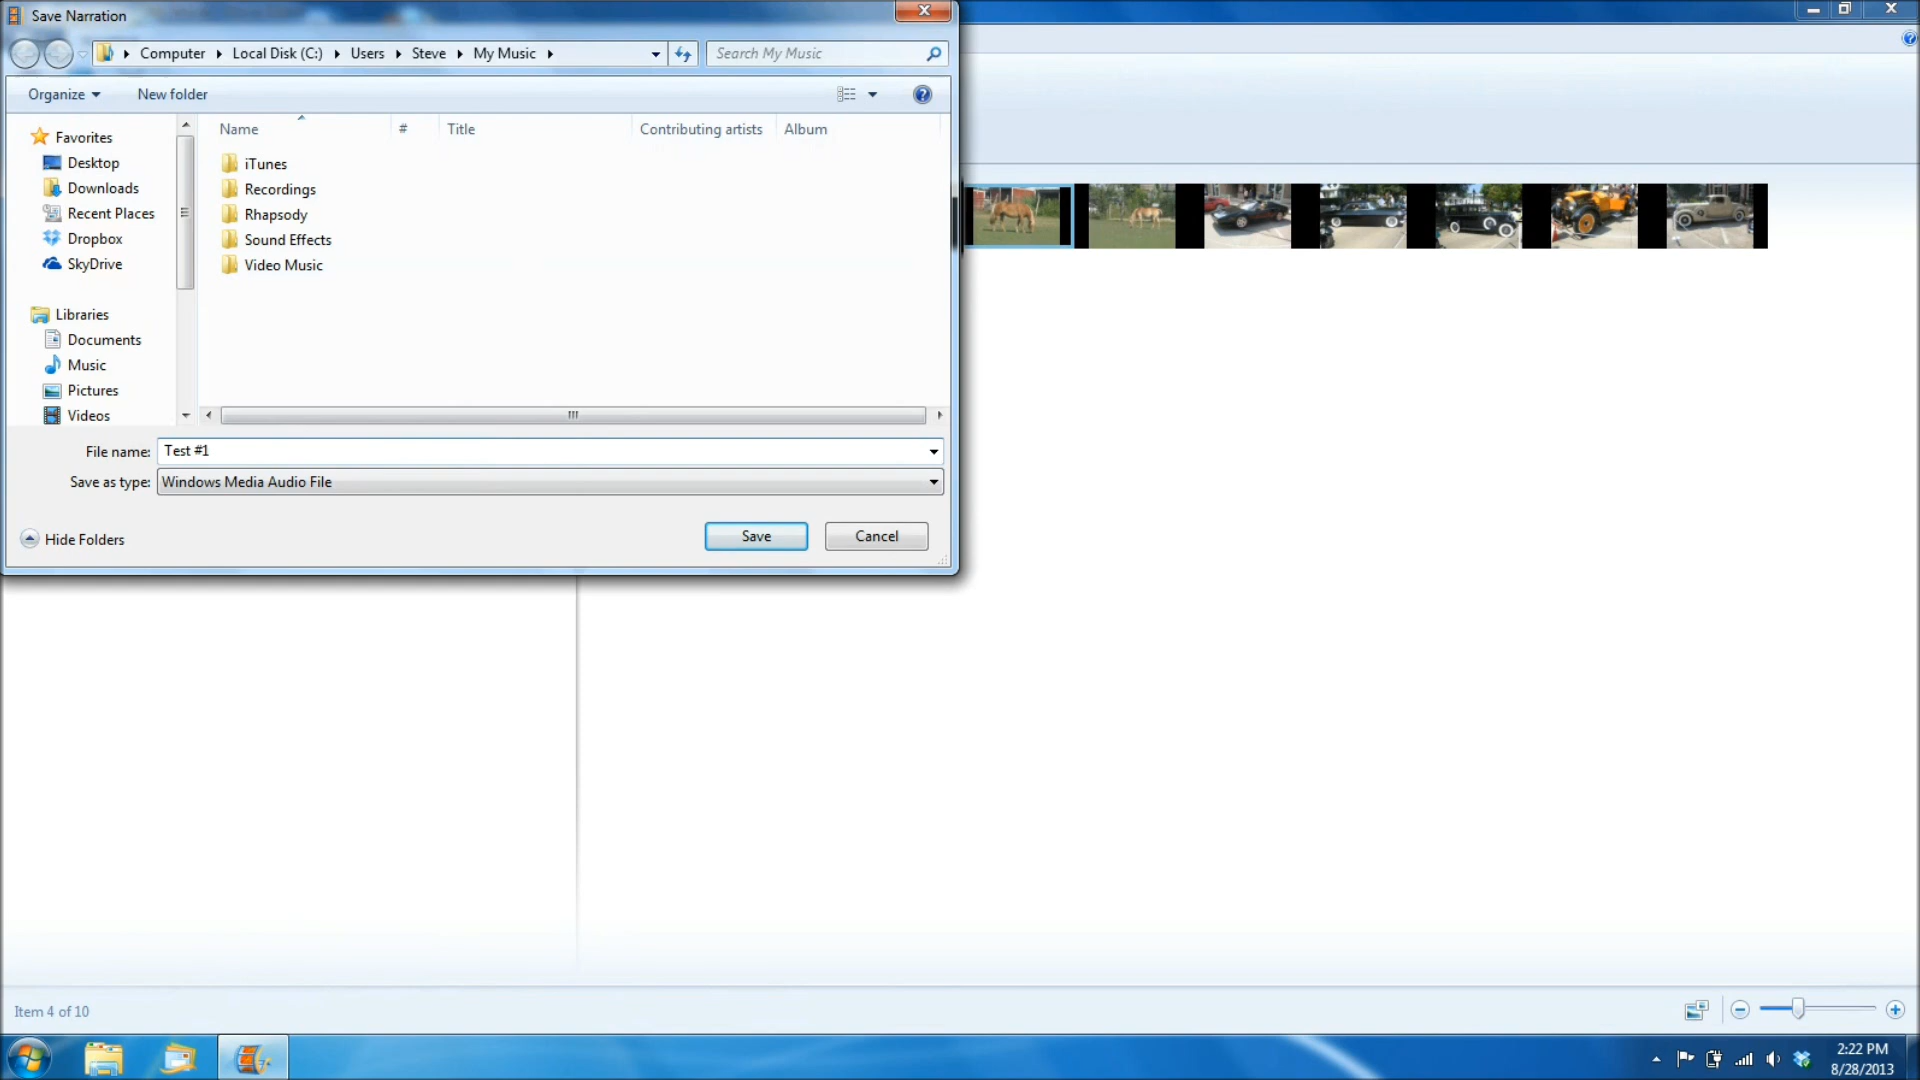 Save Narration
Computer Local Disk (C:) Users Steve My Music
Search My Music
Organize New folder
Name # Title Contributing artists Album
Favorites
Desktop
Downloads
Recent Places
Dropbox
SkyDrive
Libraries
Documents
Music
Pictures
Videos
iTunes
Recordings
Rhapsody
Sound Effects
Video Music
File name: Test #1
Save as type: Windows Media Audio File
Hide Folders
Save Cancel
Item 4 of 10
2:22 PM
8/28/2013